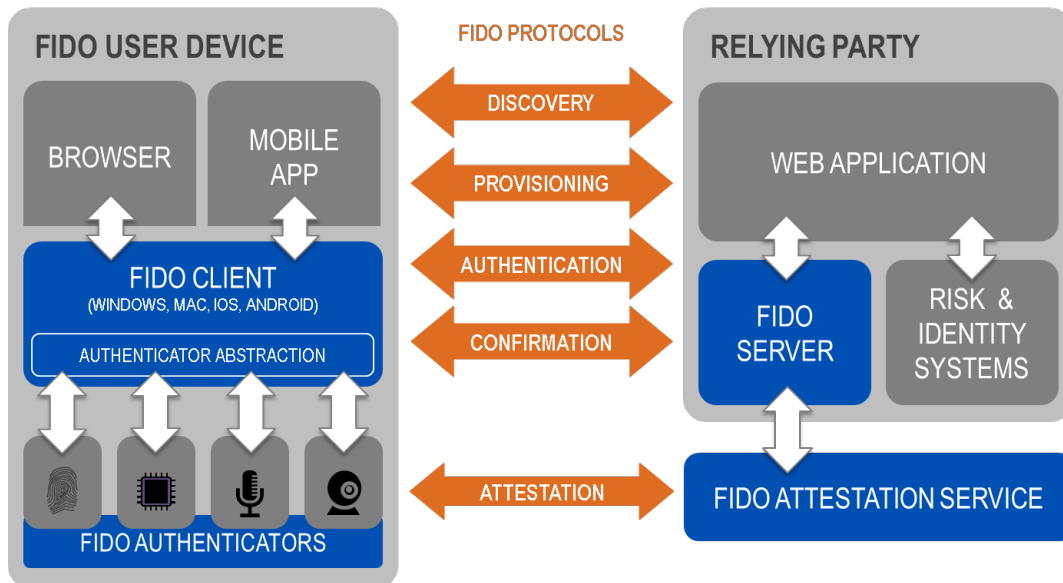 FIDO USER DEVICE
BROWSER
MOBILE
APP
FIDO CLIENT
(WINDOWS, MAC, IOS, ANDROID)
AUTHENTICATOR ABSTRACTION
FIDO AUTHENTICATORS
FIDO PROTOCOLS
DISCOVERY
PROVISIONING
AUTHENTICATION
CONFIRMATION
ATTESTATION
RELYING PARTY
WEB APPLICATION
FIDO
SERVER
RISK &
IDENTITY
SYSTEMS
FIDO ATTESTATION SERVICE